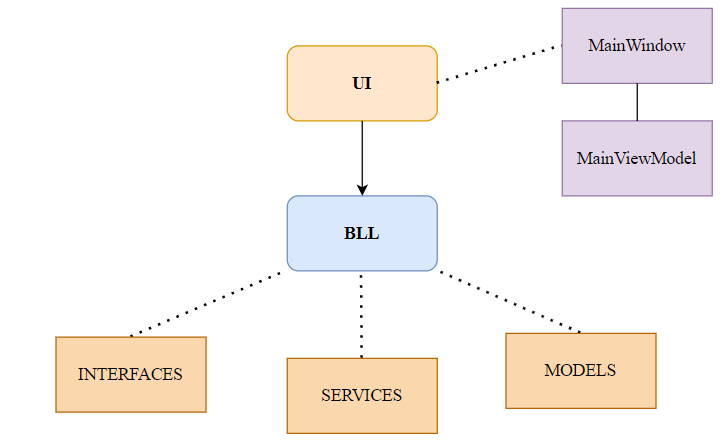 MainWindow
UI
MainViewModel
BLL
INTERFACES
SERVICES
MODELS